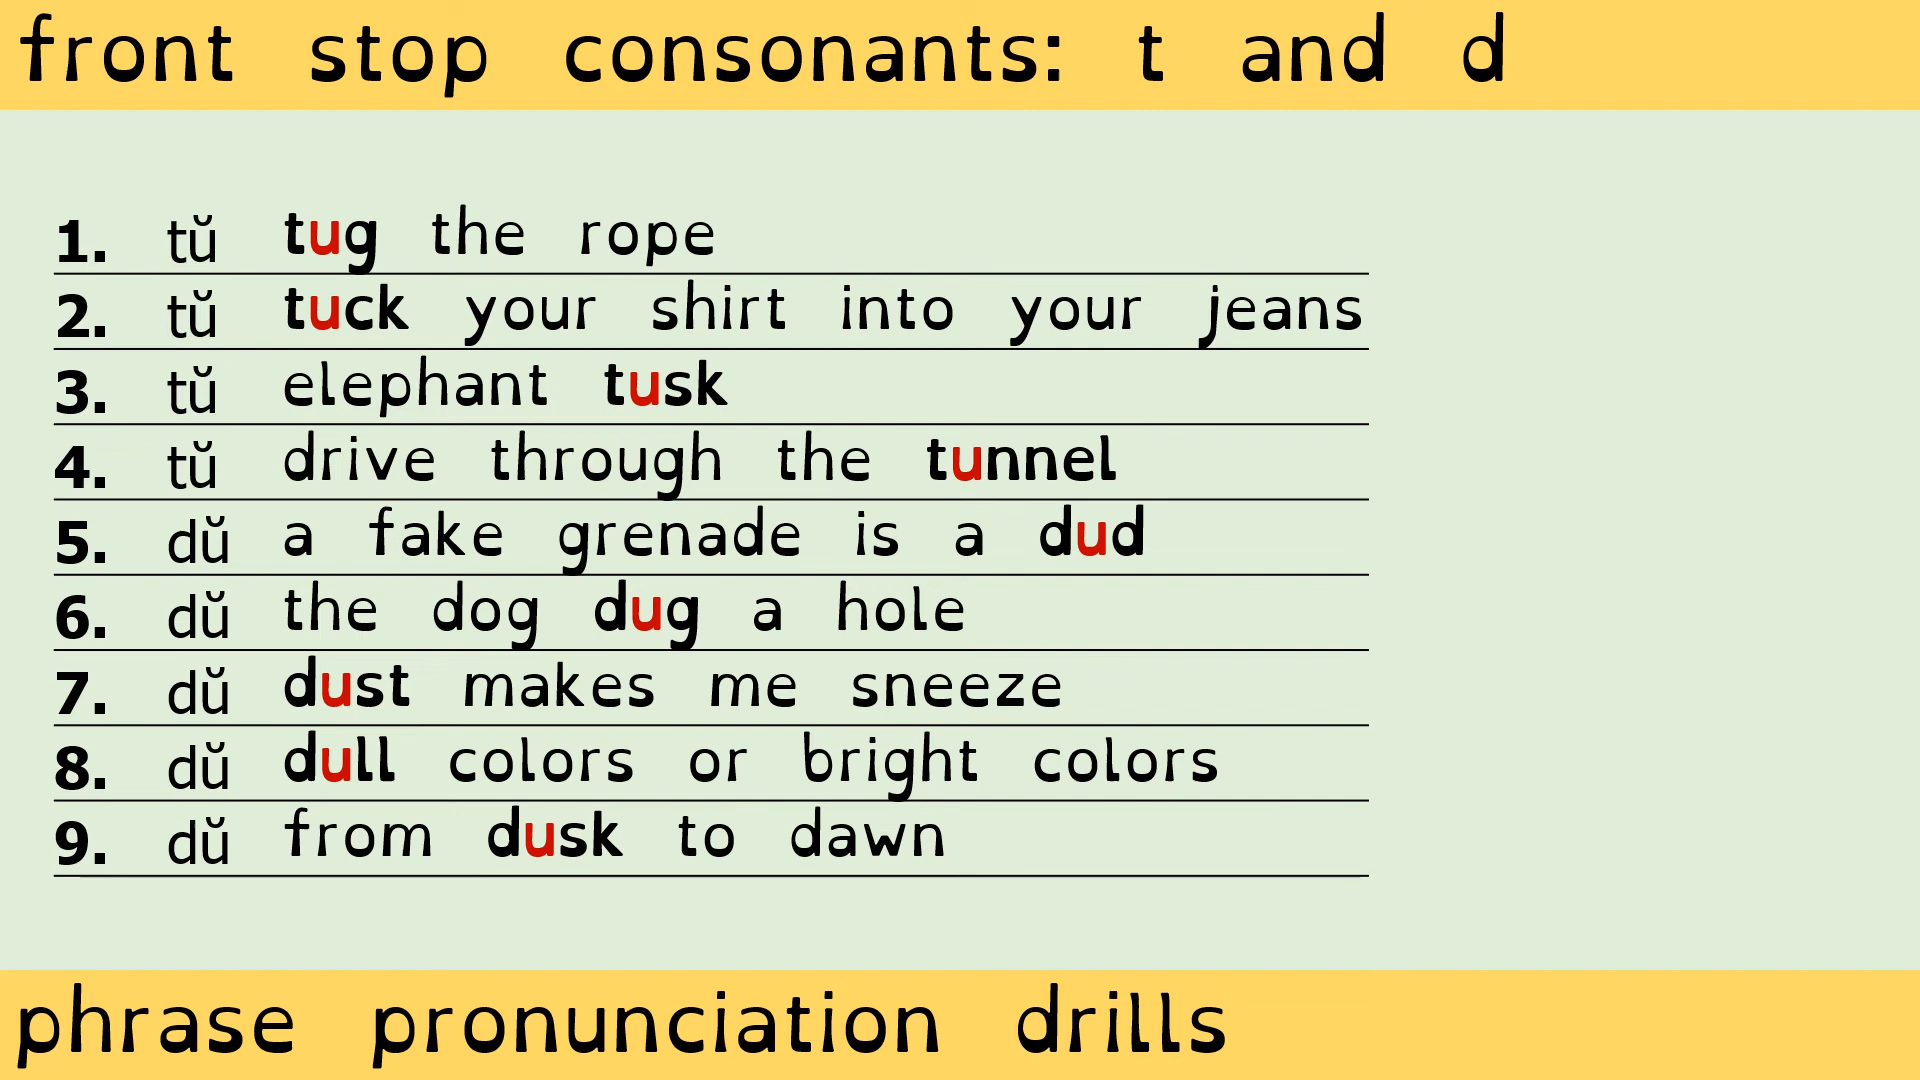 front stop consonants: t and d
1. tŭ tug the rope
2. tŭ tuck your shirt into your jeans
3. tŭ elephant tusk
4. tŭ drive through the tunnel
5. dŭ a fake grenade is a dud
6. dŭ the dog dug a hole
7. dŭ dust makes me sneeze
8. dŭ dull colors or bright colors
9. dŭ from dusk to dawn
phrase pronunciation drills